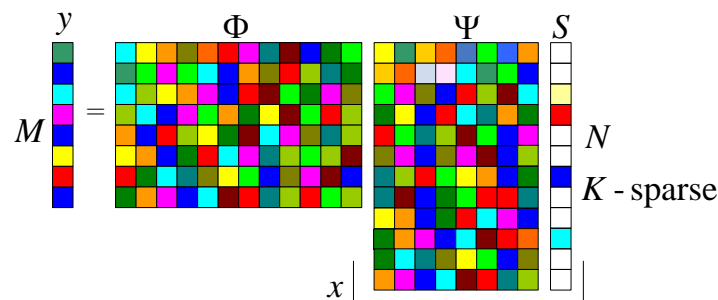 y Φ Ψ S
M = N
K - sparse
x